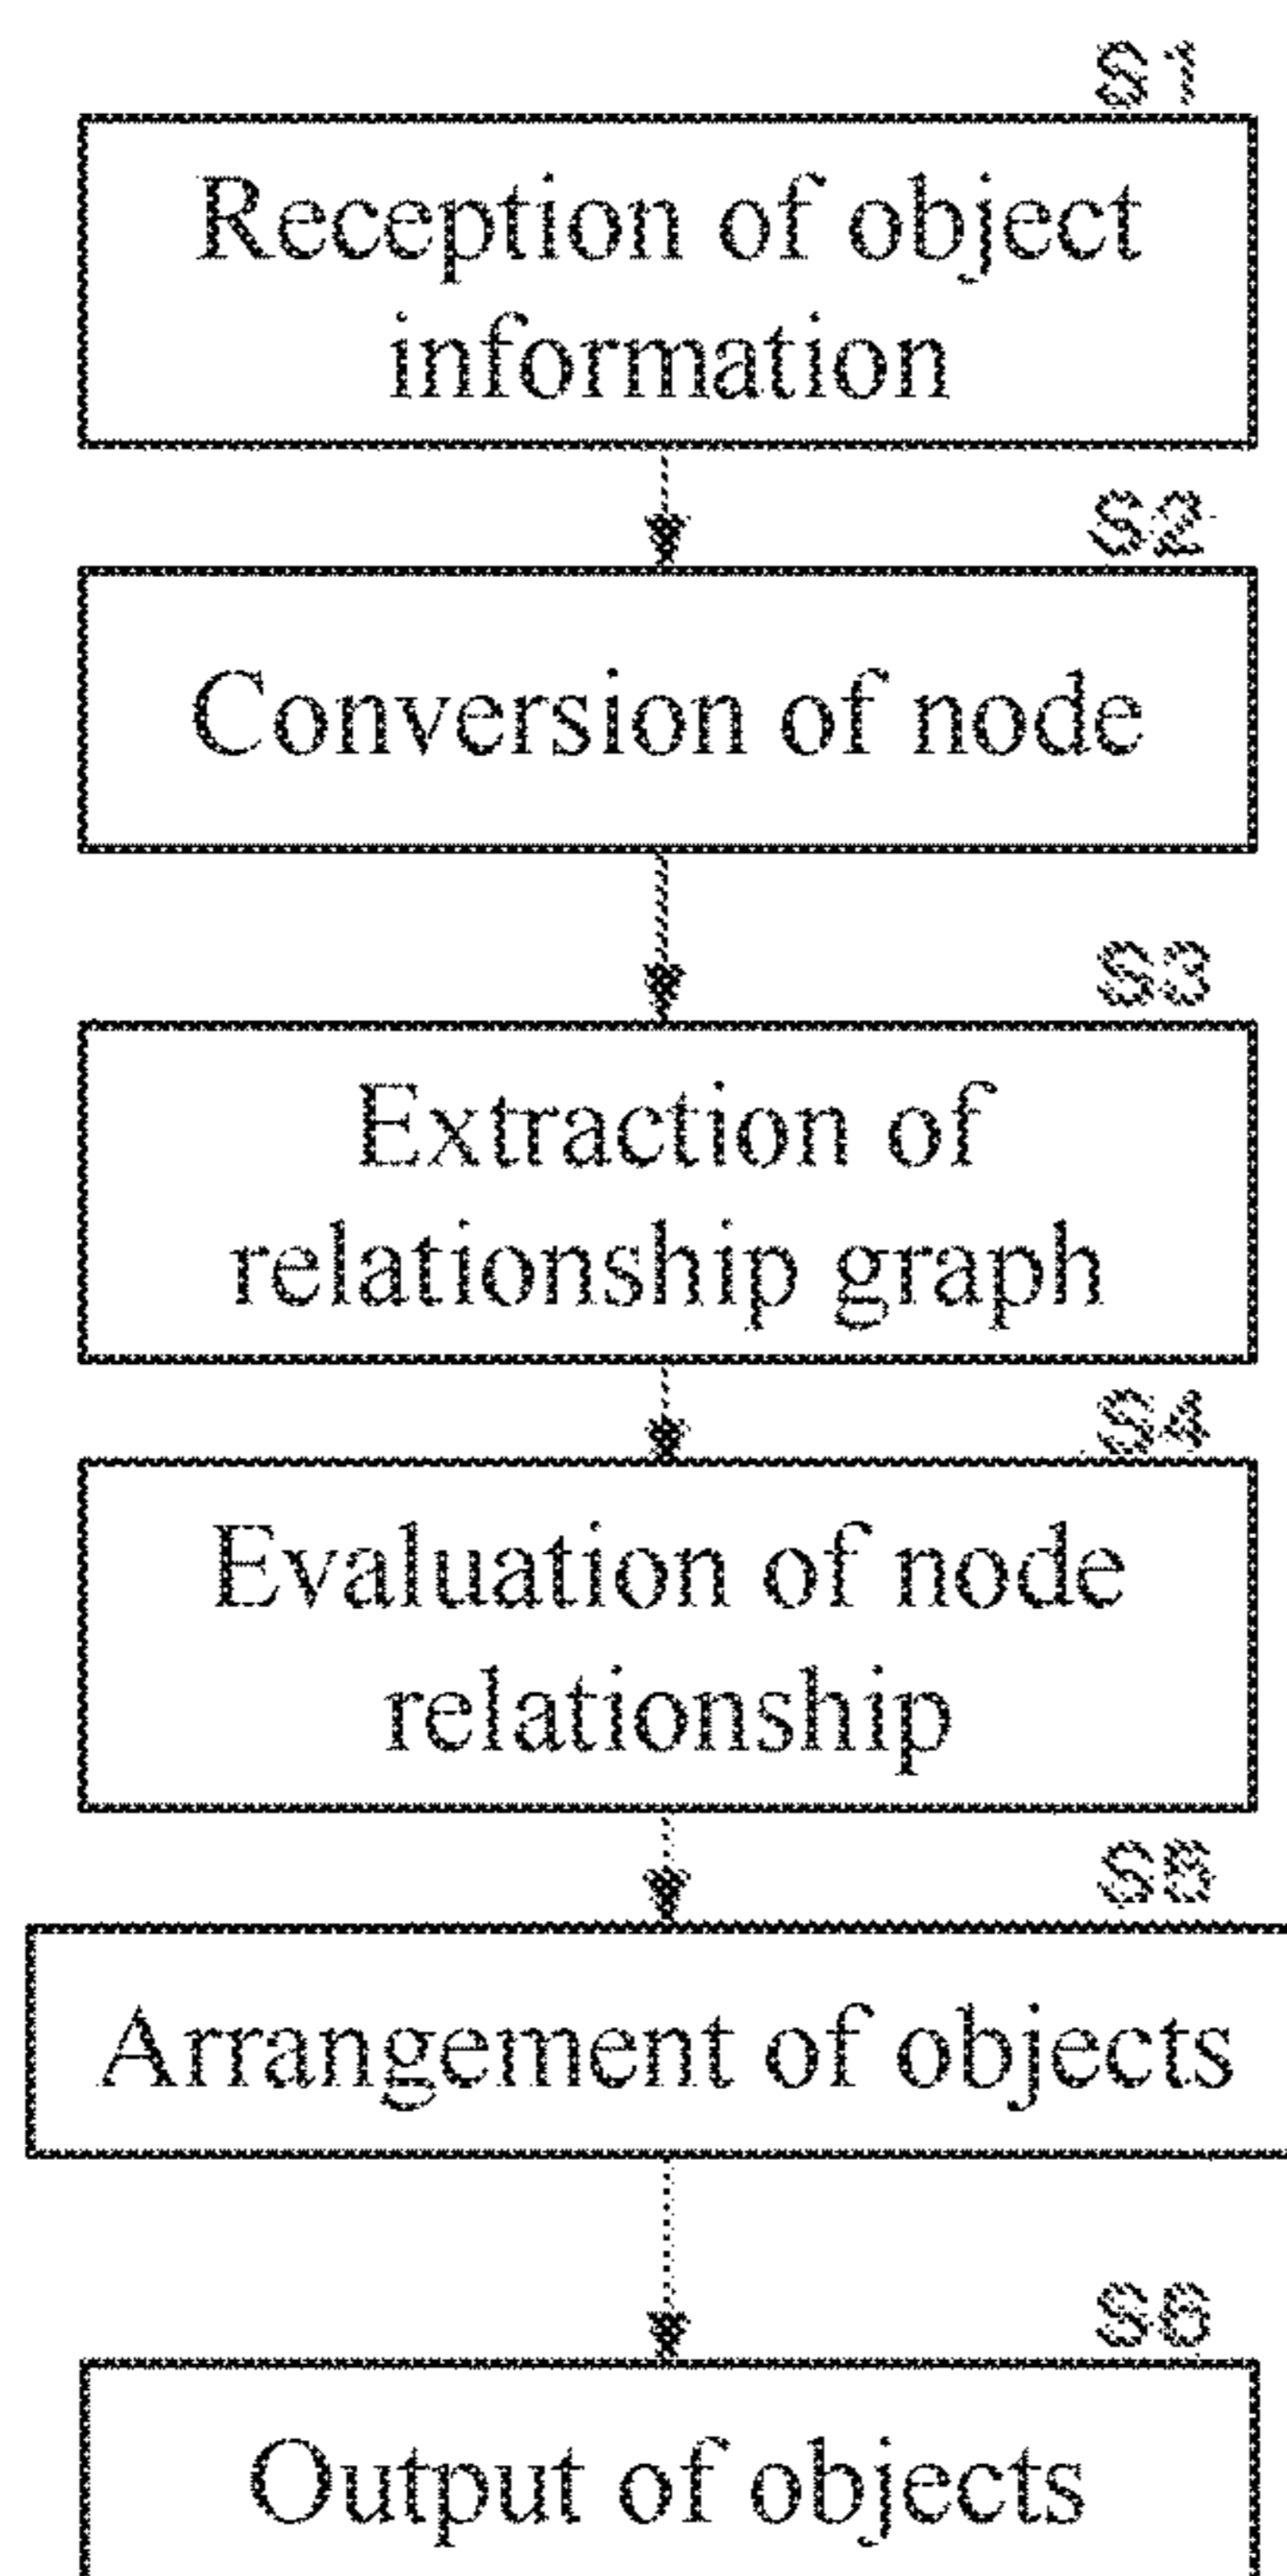 S1
Reception of object
information
S2
Conversion of node
S3
Extraction of
relationship graph
S4
Evaluation of node
relationship
S5
Arrangement of objects
S6
Output of objects